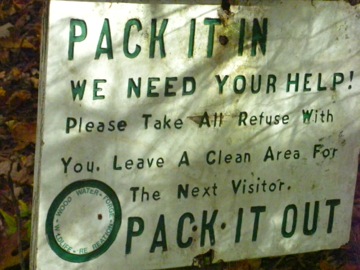 PACK IT IN
WE NEED YOUR HELP!
Please Take All Refuse With
You. Leave A Clean Area For
The Next Visitor.
PACK IT OUT